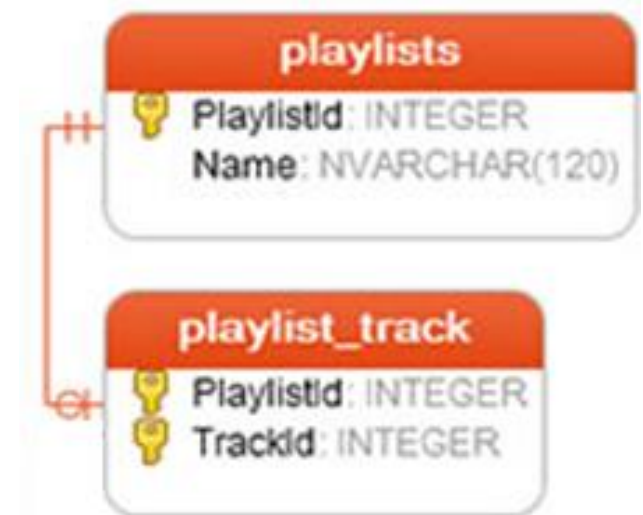 playlists
PlaylistId: INTEGER
Name: NVARCHAR(120)
playlist_track
PlaylistId: INTEGER
TrackId: INTEGER